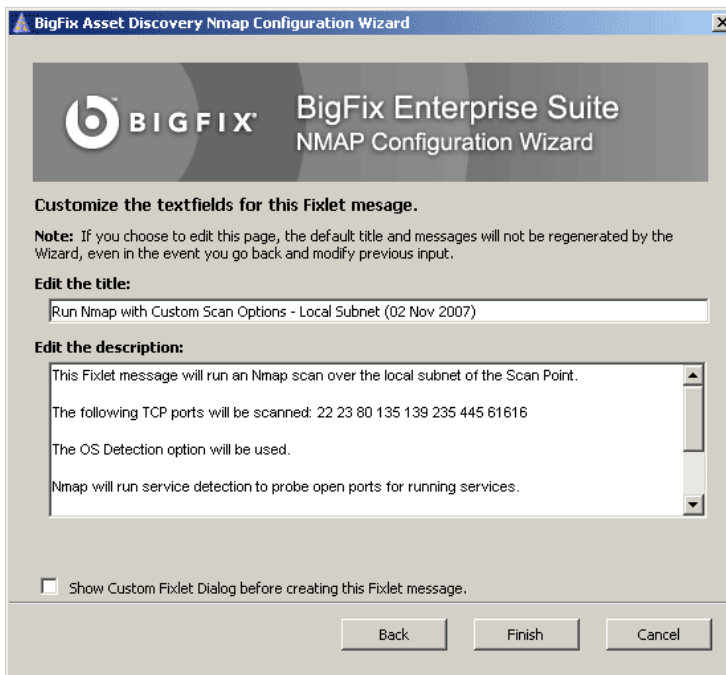 BigFix Asset Discovery Nmap Configuration Wizard
BIGFIX
BigFix Enterprise Suite
NMAP Configuration Wizard
Customize the textfields for this Fixlet mesage.
Note: If you choose to edit this page, the default title and messages will not be regenerated by the
Wizard, even in the event you go back and modify previous input.
Edit the title:
Run Nmap with Custom Scan Options - Local Subnet (02 Nov 2007)
Edit the description:
This Fixlet message will run an Nmap scan over the local subnet of the Scan Point.
The following TCP ports will be scanned: 22 23 80 135 139 235 445 61616
The OS Detection option will be used.
Nmap will run service detection to probe open ports for running services.
Show Custom Fixlet Dialog before creating this Fixlet message.
Back
Finish
Cancel